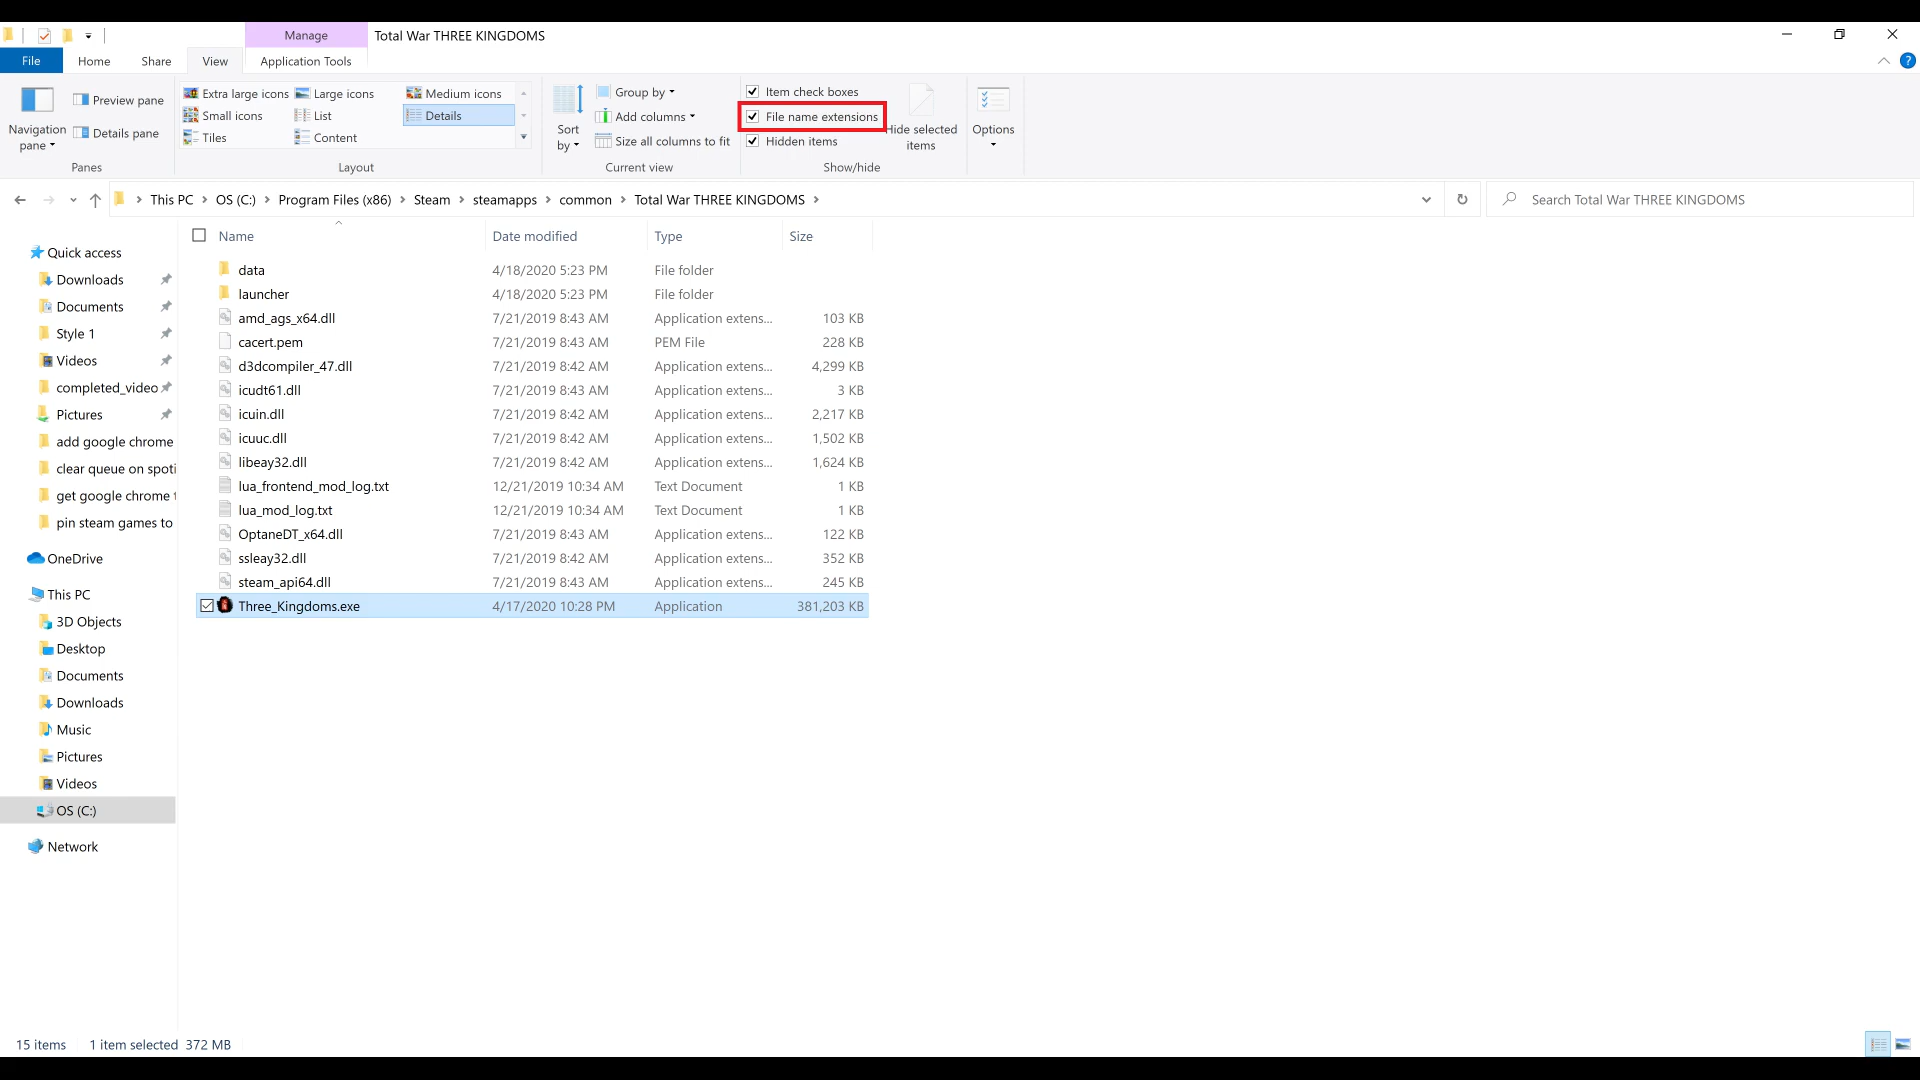 Manage Total War THREE KINGDOMS
File Home Share View Application Tools ?
Extra large icons Large icons Medium icons
Small icons List Details
Tiles Content
Preview pane
Details pane
Navigation
pane
Panes
Layout
Sort
by
Group by
Add columns
Size all columns to fit
Current view
Item check boxes
File name extensions
Hidden items
Hide selected
items
Show/hide
Options
This PC > OS (C:) > Program Files (x86) > Steam > steamapps > common > Total War THREE KINGDOMS >
Search Total War THREE KINGDOMS
Quick access
Downloads
Documents
Style 1
Videos
completed_video
Pictures
add google chrome
clear queue on spoti
get google chrome t
pin steam games to
OneDrive
This PC
3D Objects
Desktop
Documents
Downloads
Music
Pictures
Videos
OS (C:)
Network
Name Date modified Type Size
data 4/18/2020 5:23 PM File folder
launcher 4/18/2020 5:23 PM File folder
amd_ags_x64.dll 7/21/2019 8:43 AM Application extens... 103 KB
cacert.pem 7/21/2019 8:43 AM PEM File 228 KB
d3dcompiler_47.dll 7/21/2019 8:42 AM Application extens... 4,299 KB
icudt61.dll 7/21/2019 8:43 AM Application extens... 3 KB
icuin.dll 7/21/2019 8:42 AM Application extens... 2,217 KB
icuuc.dll 7/21/2019 8:42 AM Application extens... 1,502 KB
libeay32.dll 7/21/2019 8:42 AM Application extens... 1,624 KB
lua_frontend_mod_log.txt 12/21/2019 10:34 AM Text Document 1 KB
lua_mod_log.txt 12/21/2019 10:34 AM Text Document 1 KB
OptaneDT_x64.dll 7/21/2019 8:43 AM Application extens... 122 KB
ssleay32.dll 7/21/2019 8:42 AM Application extens... 352 KB
steam_api64.dll 7/21/2019 8:43 AM Application extens... 245 KB
Three_Kingdoms.exe 4/17/2020 10:28 PM Application 381,203 KB
15 items 1 item selected 372 MB